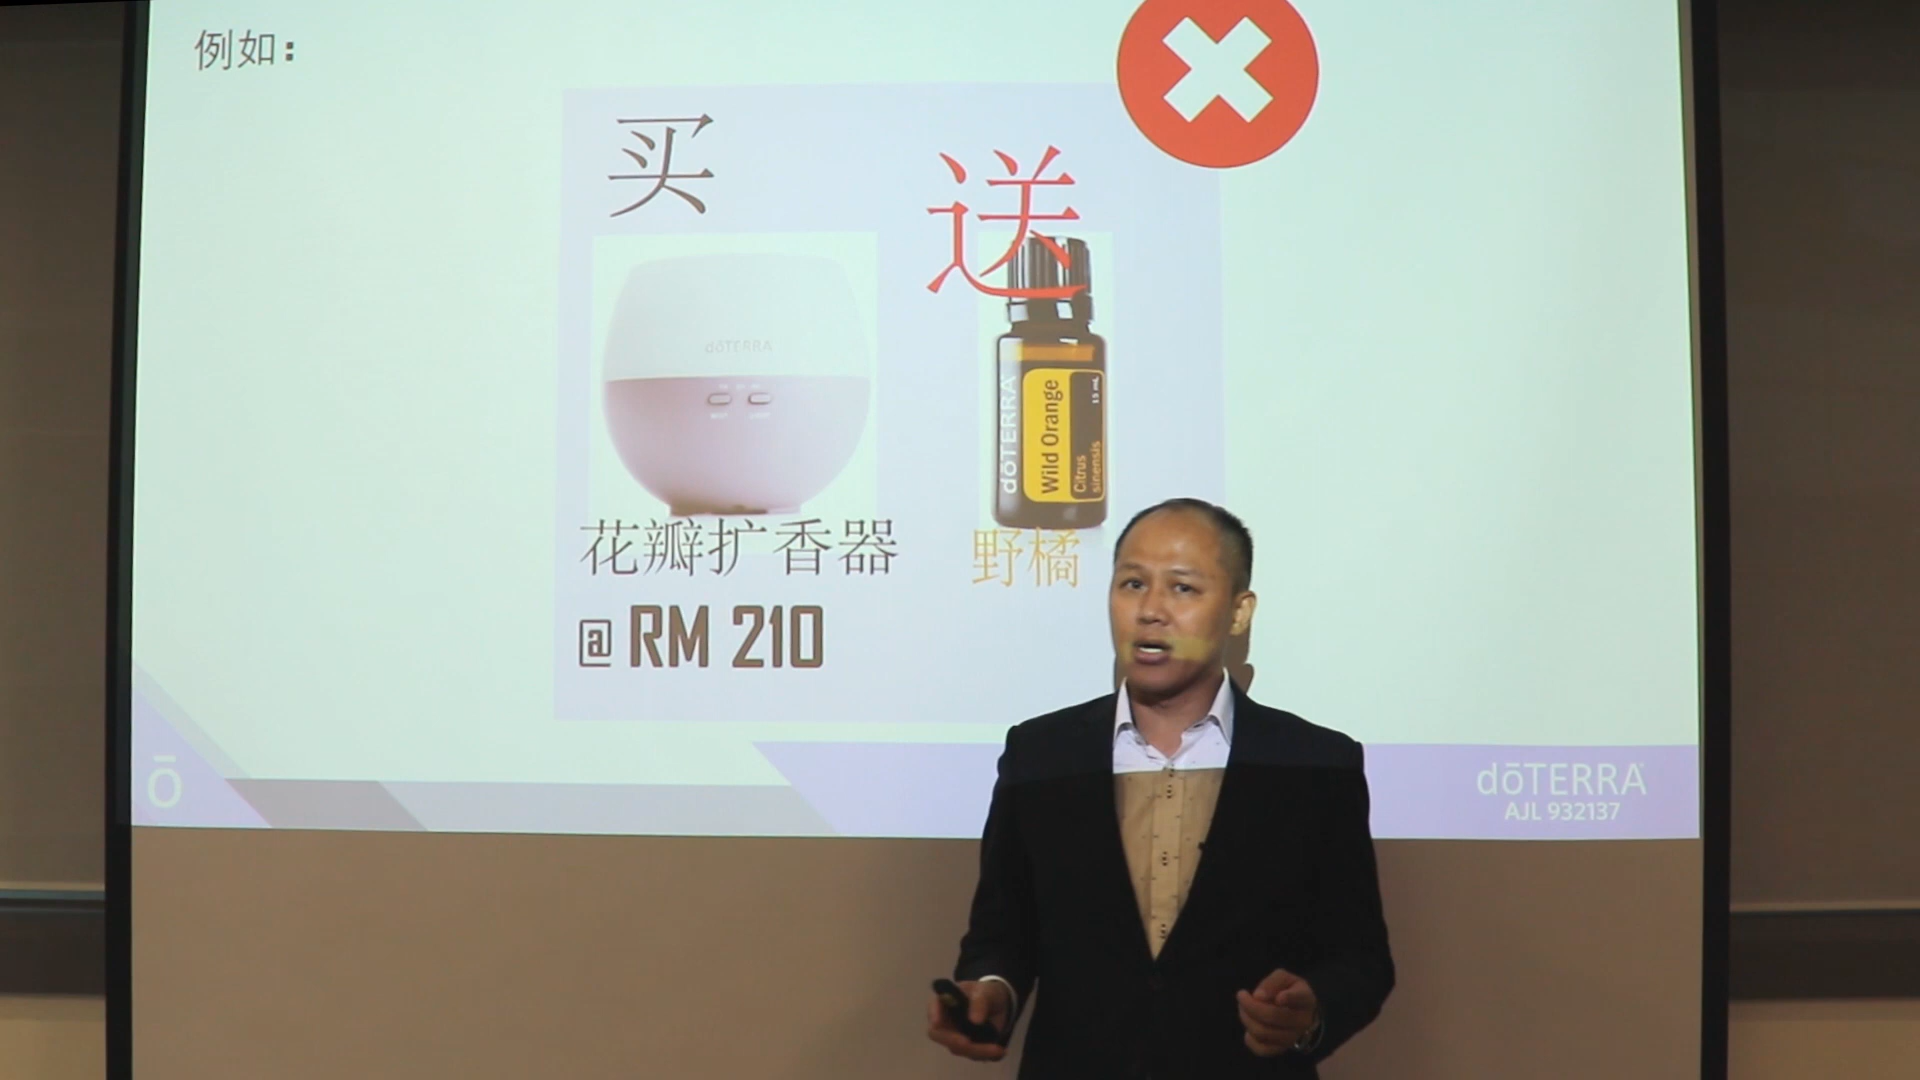 例如：
买
送
dōTERRA
dōTERRA
Wild Orange
Citrus
sinensis
15 mL
花瓣扩香器
野橘
@ RM 210
ō
dōTERRA
AJL 932137